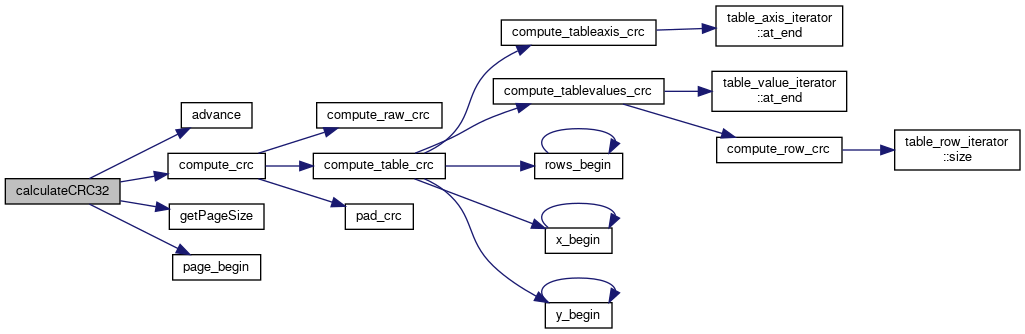 calculateCRC32
advance
compute_crc
getPageSize
page_begin
compute_raw_crc
compute_table_crc
pad_crc
compute_tableaxis_crc
compute_tablevalues_crc
rows_begin
x_begin
y_begin
table_axis_iterator
::at_end
table_value_iterator
::at_end
compute_row_crc
table_row_iterator
::size